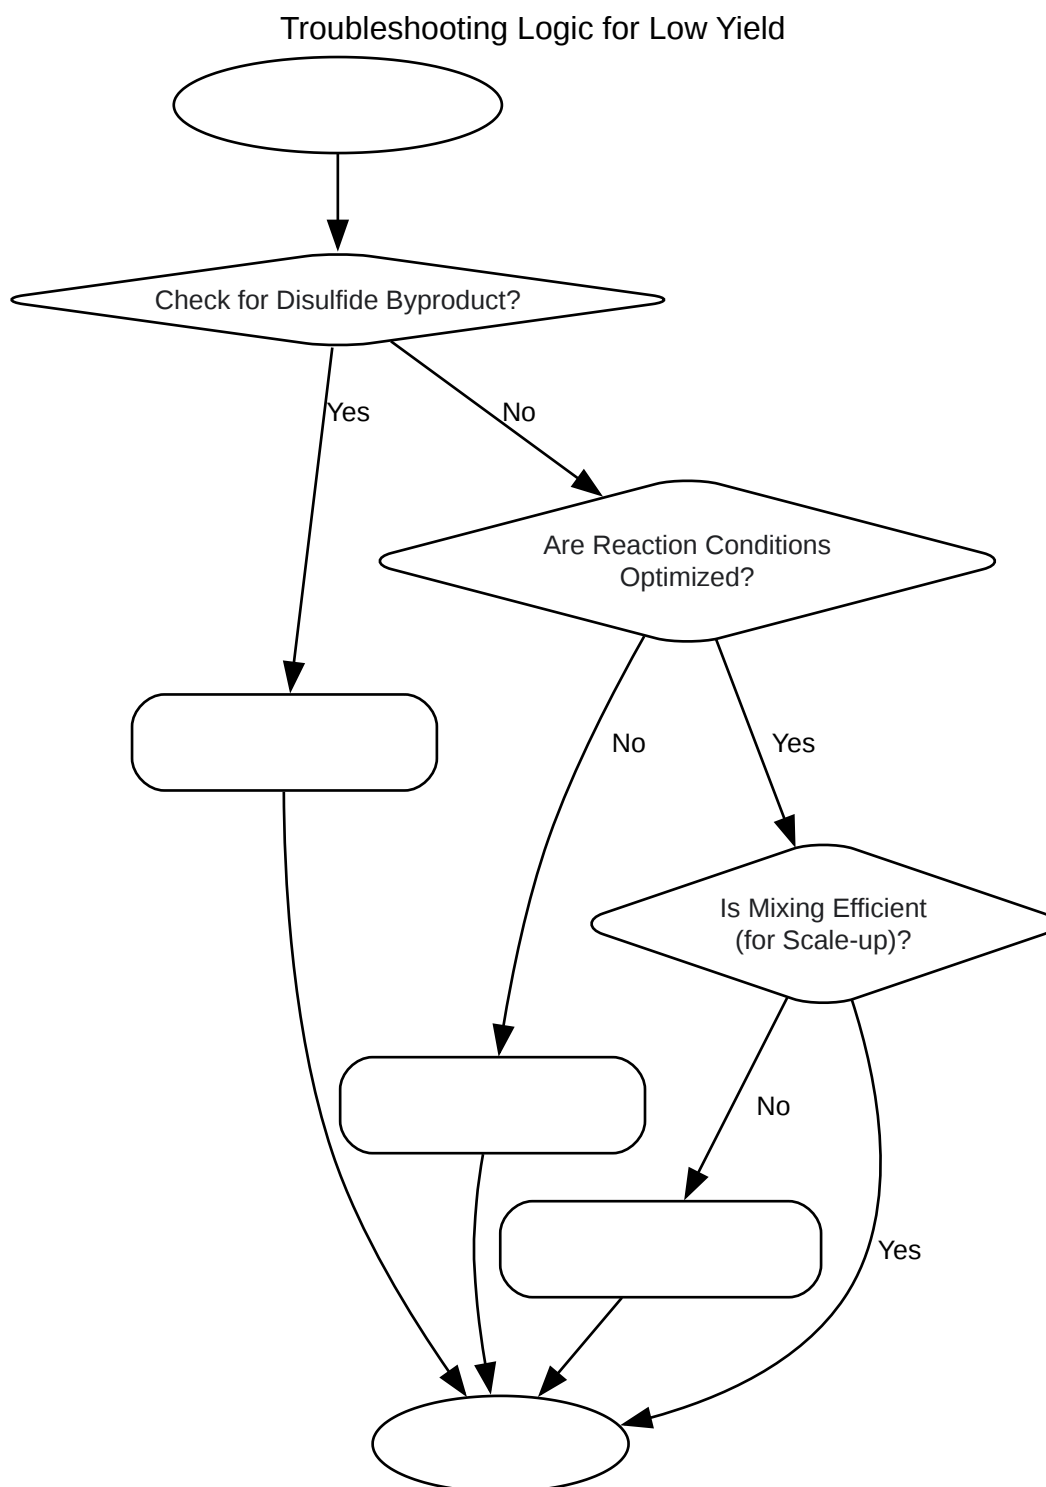 Troubleshooting Logic for Low Yield
Check for Disulfide Byproduct?
Yes
No
Are Reaction Conditions
Optimized?
No
Yes
Is Mixing Efficient
(for Scale-up)?
No
Yes